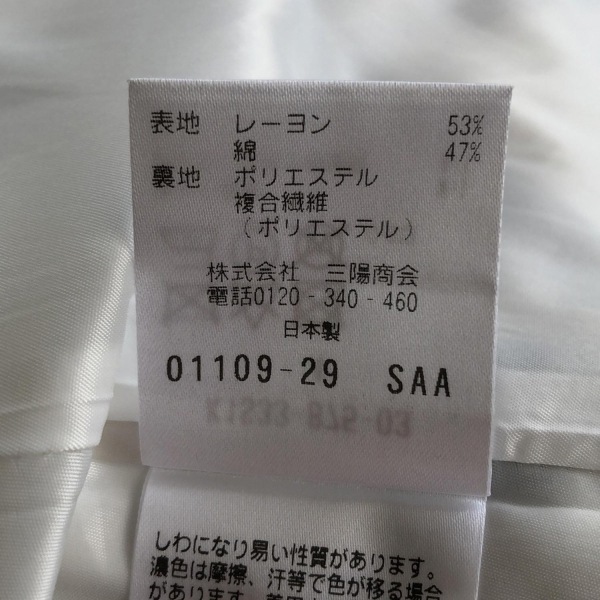 表地 レーヨン 53%
綿 47%
裏地 ポリエステル
複合繊維
(ポリエステル)
株式会社 三陽商会
電話0120-340-460
日本製
01109-29 SAA
K1S33 875-03
しわになり易い性質があります。
濃色は摩擦、汗等で色が移る場合
があります。